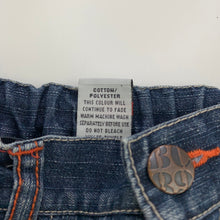 COTTON/
POLYESTER
THIS COLOUR WILL
CONTINUE TO FADE
WARM MACHINE WASH
SEPARATELY BEFORE USE
DO NOT BLEACH